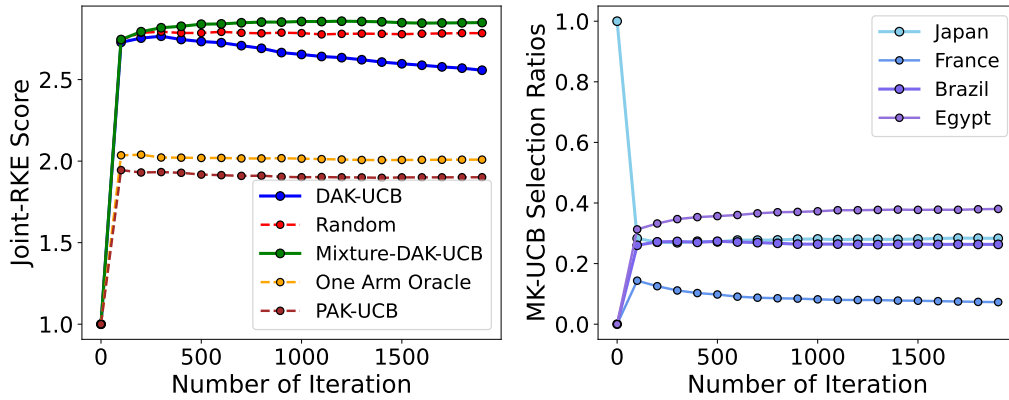 Joint-RKE Score
2.5
2.0
1.5
1.0
0
500
1000
1500
Number of Iteration
DAK-UCB
Random
Mixture-DAK-UCB
One Arm Oracle
PAK-UCB
MK-UCB Selection Ratios
1.0
0.8
0.6
0.4
0.2
0.0
0
500
1000
1500
Number of Iteration
Japan
France
Brazil
Egypt